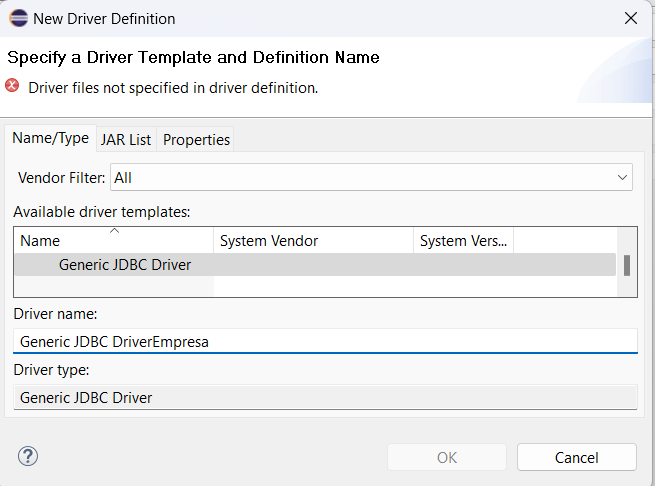 New Driver Definition
Specify a Driver Template and Definition Name
Driver files not specified in driver definition.
Name/Type JAR List Properties
Vendor Filter: All
Available driver templates:
Name System Vendor System Vers...
Generic JDBC Driver
Driver name:
Generic JDBC DriverEmpresa
Driver type:
Generic JDBC Driver
? OK Cancel